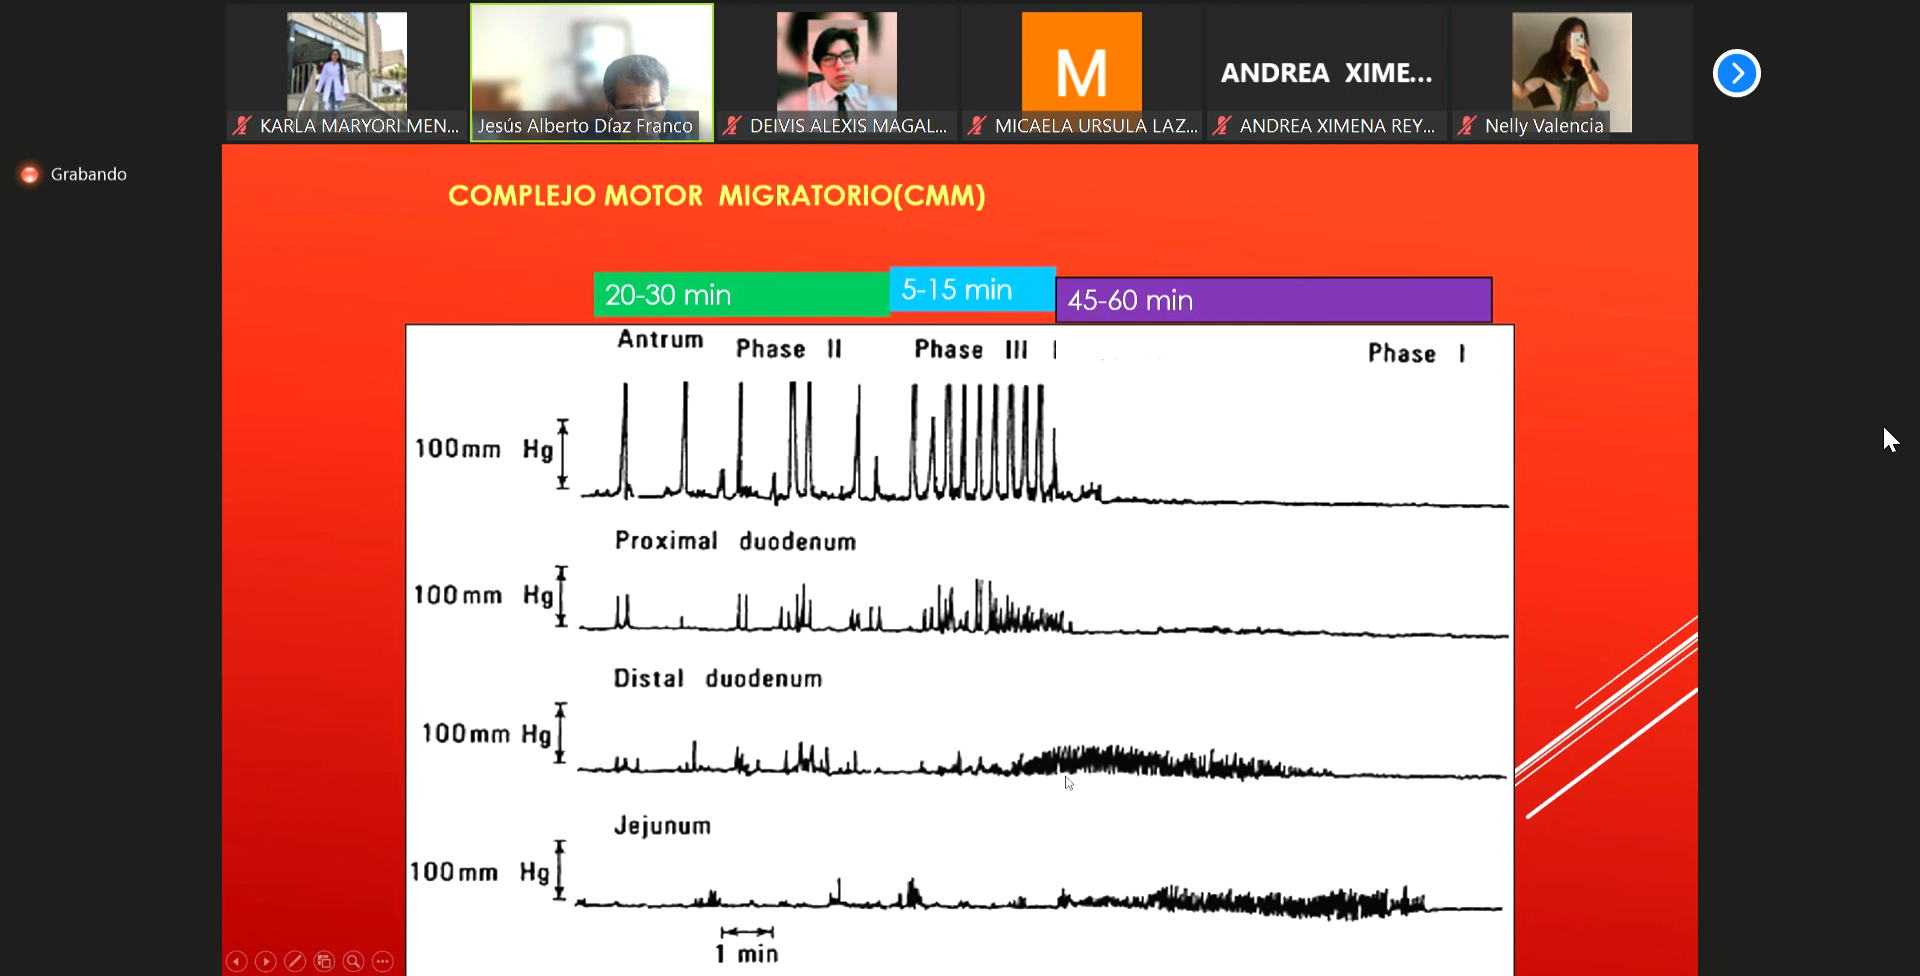 M
ANDREA XIME...
KARLA MARYORI MEN...
Jesús Alberto Díaz Franco
DEIVIS ALEXIS MAGAL...
MICAELA URSULA LAZ...
ANDREA XIMENA REY...
Nelly Valencia
Grabando
COMPLEJO MOTOR MIGRATORIO(CMM)
20-30 min
5-15 min
45-60 min
Antrum
Phase II
Phase III
Phase I
100mm Hg
Proximal duodenum
100mm Hg
Distal duodenum
100mm Hg
Jejunum
100mm Hg
1 min